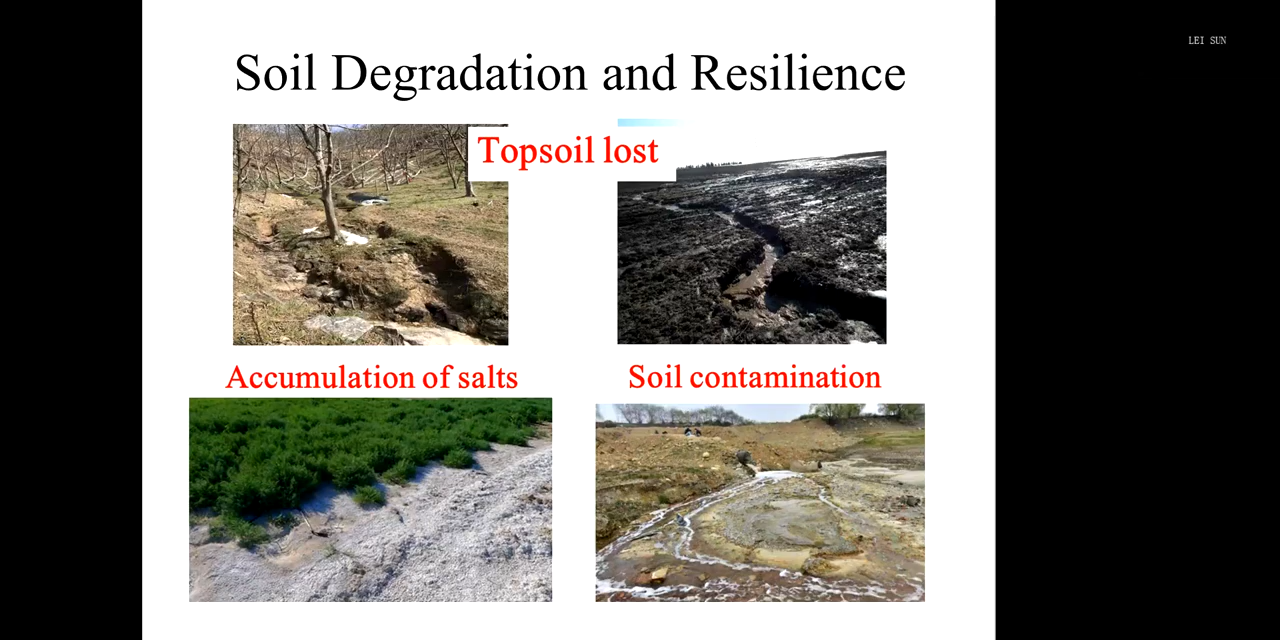 Soil Degradation and Resilience
LEI SUN
Topsoil lost
Accumulation of salts
Soil contamination